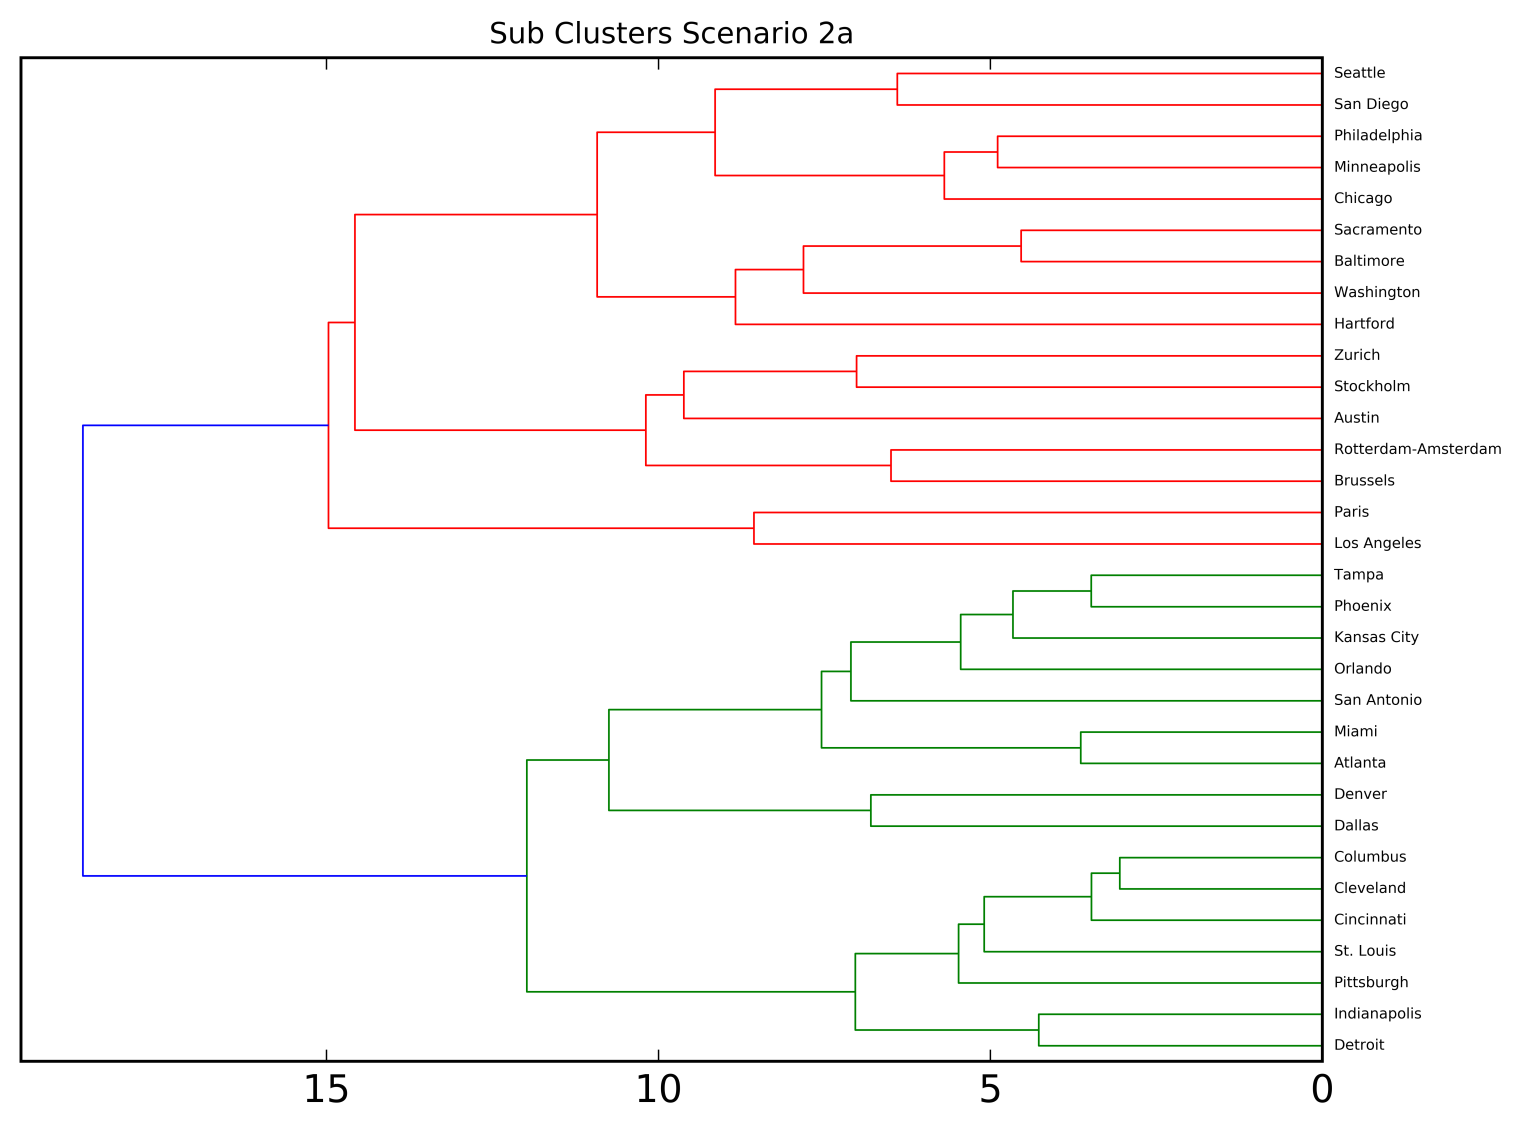 Sub Clusters Scenario 2a
Seattle
San Diego
Philadelphia
Minneapolis
Chicago
Sacramento
Baltimore
Washington
Hartford
Zurich
Stockholm
Austin
Rotterdam-Amsterdam
Brussels
Paris
Los Angeles
Tampa
Phoenix
Kansas City
Orlando
San Antonio
Miami
Atlanta
Denver
Dallas
Columbus
Cleveland
Cincinnati
St. Louis
Pittsburgh
Indianapolis
Detroit
15 10 5 0